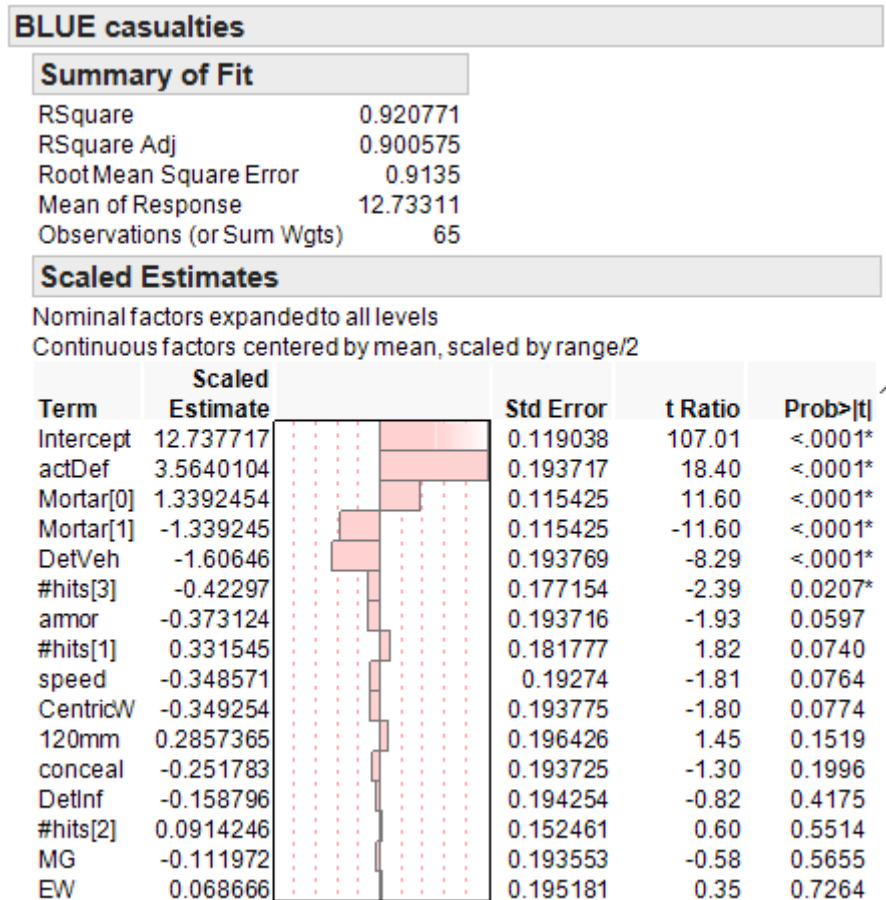 BLUE casualties
Summary of Fit
RSquare 0.920771
RSquare Adj 0.900575
Root Mean Square Error 0.9135
Mean of Response 12.73311
Observations (or Sum Wgts) 65
Scaled Estimates
Nominal factors expandedto all levels
Continuous factors centered by mean, scaled by range/2
Scaled
Term Estimate Std Error t Ratio Prob>|t|
Intercept 12.737717 0.119038 107.01 <.0001*
actDef 3.5640104 0.193717 18.40 <.0001*
Mortar[0] 1.3392454 0.115425 11.60 <.0001*
Mortar[1] -1.339245 0.115425 -11.60 <.0001*
DetVeh -1.60646 0.193769 -8.29 <.0001*
#hits[3] -0.42297 0.177154 -2.39 0.0207*
armor -0.373124 0.193716 -1.93 0.0597
#hits[1] 0.331545 0.181777 1.82 0.0740
speed -0.348571 0.19274 -1.81 0.0764
CentricW -0.349254 0.193775 -1.80 0.0774
120mm 0.2857365 0.196426 1.45 0.1519
conceal -0.251783 0.193725 -1.30 0.1996
DetInf -0.158796 0.194254 -0.82 0.4175
#hits[2] 0.0914246 0.152461 0.60 0.5514
MG -0.111972 0.193553 -0.58 0.5655
EW 0.068666 0.195181 0.35 0.7264